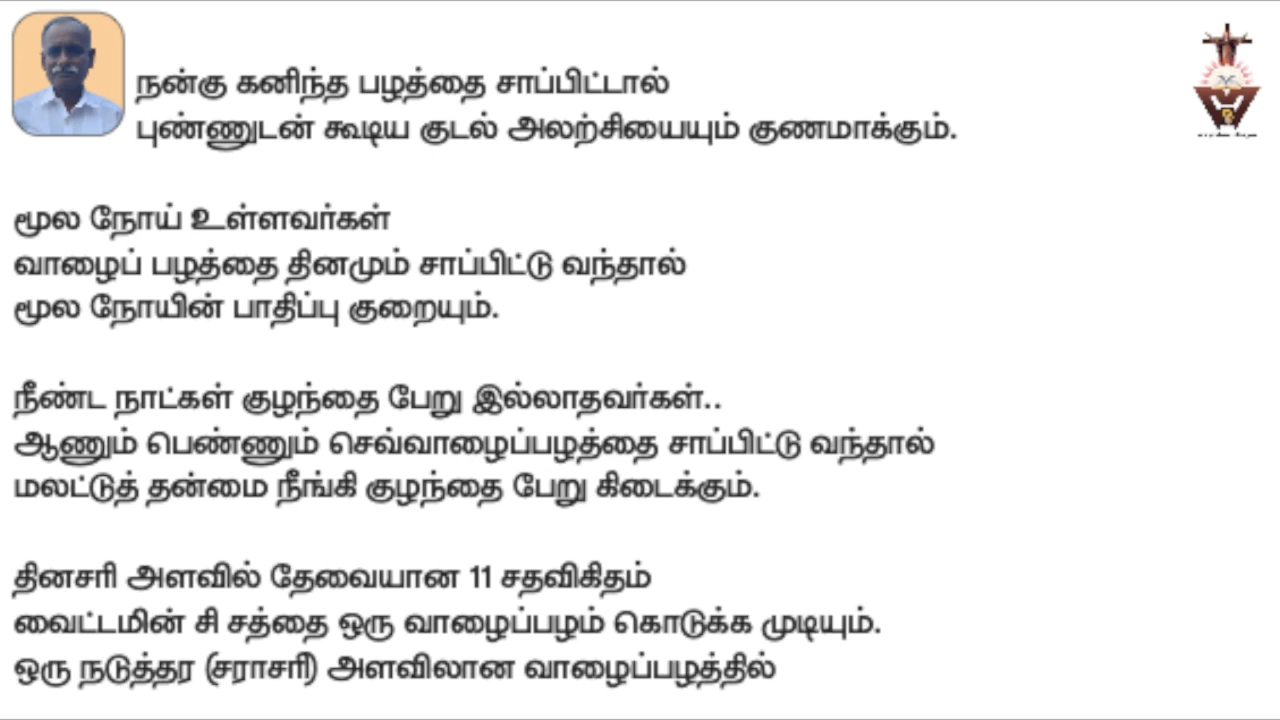 நன்கு கனிந்த பழத்தை சாப்பிட்டால்
புண்ணுடன் கூடிய குடல் அலற்சியையும் குணமாக்கும்.
மூல நோய் உள்ளவர்கள்
வாழைப் பழத்தை தினமும் சாப்பிட்டு வந்தால்
மூல நோயின் பாதிப்பு குறையும்.
நீண்ட நாட்கள் குழந்தை பேறு இல்லாதவர்கள்..
ஆணும் பெண்ணும் செவ்வாழைப்பழத்தை சாப்பிட்டு வந்தால்
மலட்டுத் தன்மை நீங்கி குழந்தை பேறு கிடைக்கும்.
தினசரி அளவில் தேவையான 11 சதவிகிதம்
வைட்டமின் சி சத்தை ஒரு வாழைப்பழம் கொடுக்க முடியும்.
ஒரு நடுத்தர (சராசரி) அளவிலான வாழைப்பழத்தில்